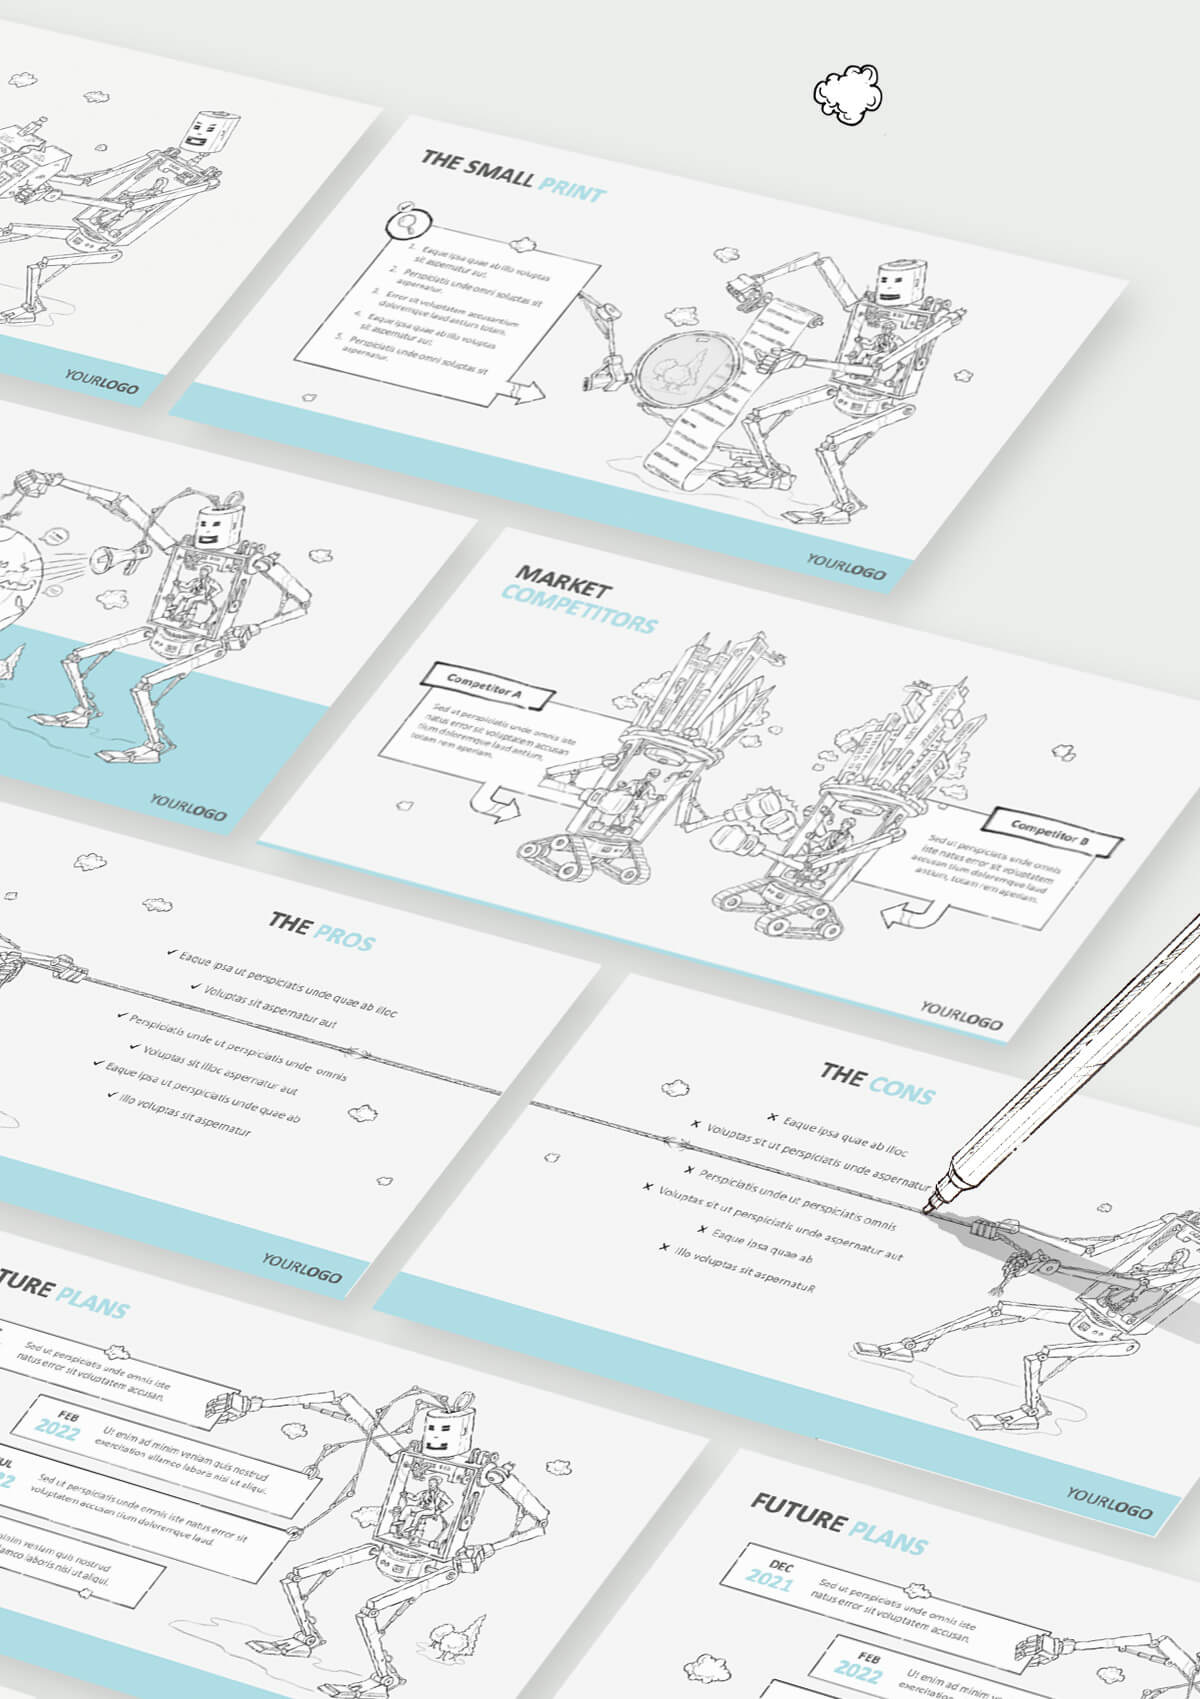 YOURLOGO
THE SMALL PRINT
1. Eaque ipsa quae ab illo voluptas
sit aspernatur aut.
2. Perspiciatis unde omni soluptas sit
aspernatur.
3. Error sit voluptatem accusantium
doloremque laud antium totam.
4. Eaque ipsa quae ab illo voluptas
sit aspernatur aut.
5. Perspiciatis unde omni soluptas sit
aspernatur.
YOURLOGO
YOURLOGO
MARKET
COMPETITORS
Competitor A
Sed ut perspiciatis unde omnis iste
natus error sit voluptatem accusan
tium doloremque laud antium,
totam rem aperiam.
Competitor B
Sed ut perspiciatis unde omnis
iste natus error sit voluptatem
accusan tium doloremque laud
antium, totam rem aperiam.
YOURLOGO
THE PROS
✓ Eaque ipsa ut perspiciatis unde quae ab illoc
✓ Voluptas sit aspernatur aut
✓ Perspiciatis unde ut perspiciatis unde omnis
✓ Voluptas sit illoc aspernatur aut
✓ Eaque ipsa ut perspiciatis unde quae ab
✓ Illo voluptas sit aspernatur
YOURLOGO
THE CONS
x Eaque ipsa quae ab illoc
x Voluptas sit ut perspiciatis unde aspernatur
x Perspiciatis unde ut perspiciatis omnis
x Voluptas sit ut perspiciatis unde aspernatur aut
x Eaque ipsa quae ab
x Illo voluptas sit aspernatuR
YOURLOGO
TURE PLANS
Sed ut perspiciatis unde omnis iste
natus error sit voluptatem accusan.
FEB
2022
Ut enim ad minim veniam quis nostrud
exercitation ullamco laboris nisi ut aliqui.
UL
22
Sed ut perspiciatis unde omnis iste natus error sit
voluptatem accusan tium doloremque laud.
minim veniam quis nostrud
amco laboris nisi ut aliqui.
FUTURE PLANS
DEC
2021
Sed ut perspiciatis unde omnis iste
natus error sit voluptatem accusan.
FEB
2022
Ut enim ad minim
exercitation